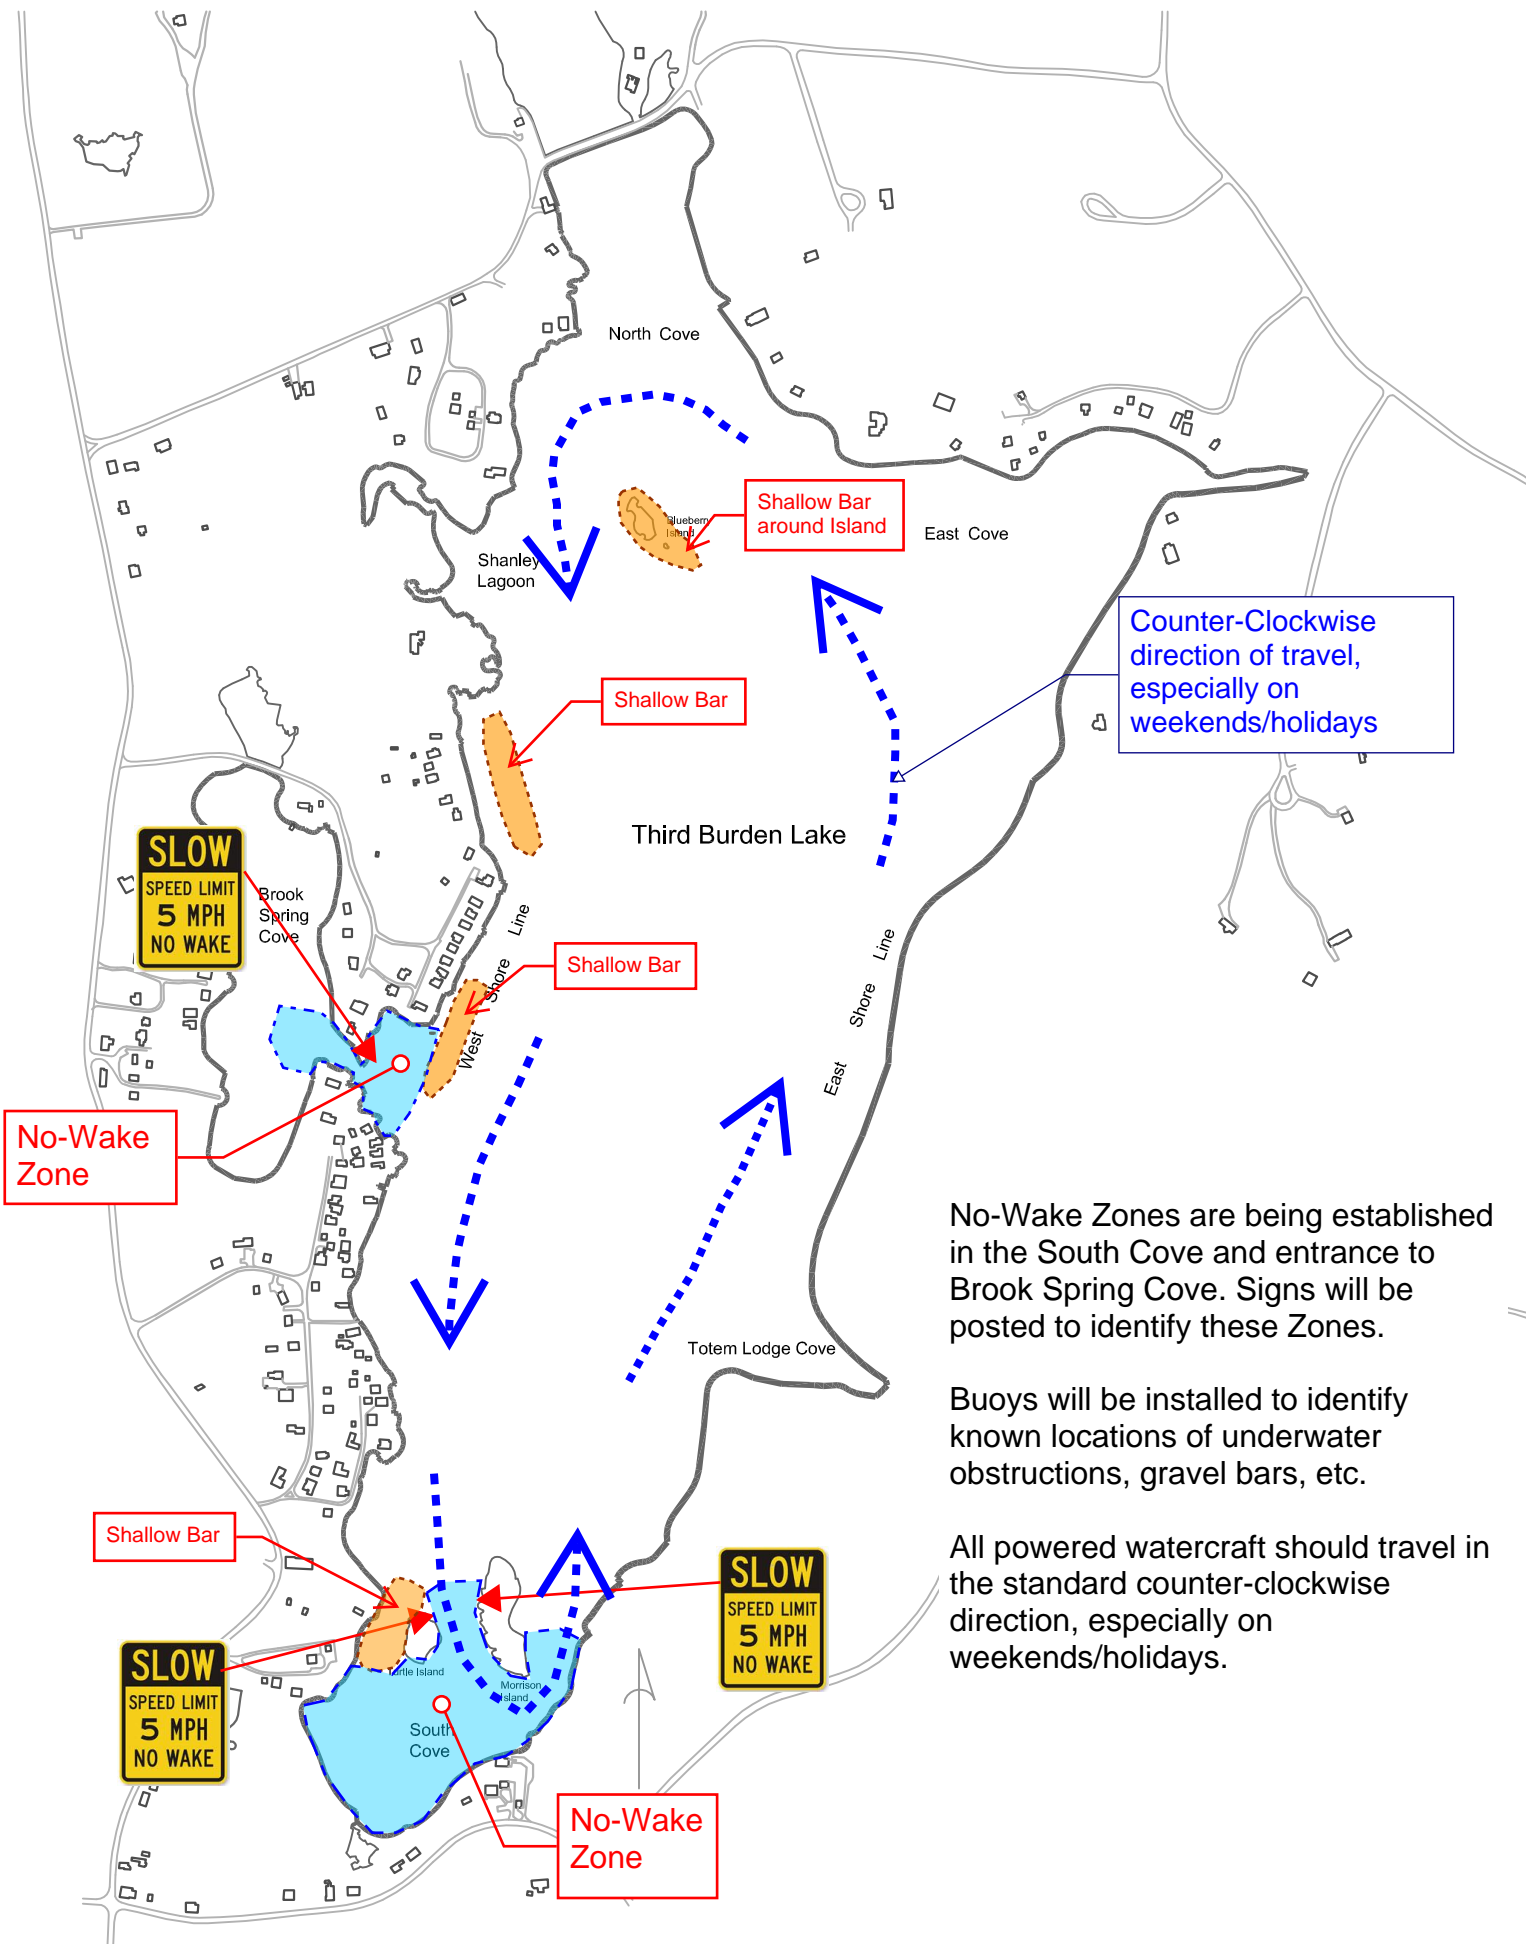 North Cove
Shallow Bar
around Island
Island
East Cove
Shanley
Lagoon
Counter-Clockwise
direction of travel,
especially on
weekends/holidays
Shallow Bar
Third Burden Lake
SLOW
SPEED LIMIT
5 MPH
NO WAKE
Brook
Spring
Cove
West Shore Line
Shallow Bar
East Shore Line
No-Wake
Zone
No-Wake Zones are being established
in the South Cove and entrance to
Brook Spring Cove. Signs will be
posted to identify these Zones.
Totem Lodge Cove
Buoys will be installed to identify
known locations of underwater
obstructions, gravel bars, etc.
Shallow Bar
All powered watercraft should travel in
the standard counter-clockwise
direction, especially on
weekends/holidays.
SLOW
SPEED LIMIT
5 MPH
NO WAKE
SLOW
SPEED LIMIT
5 MPH
NO WAKE
Island
Morrison
Island
South
Cove
No-Wake
Zone